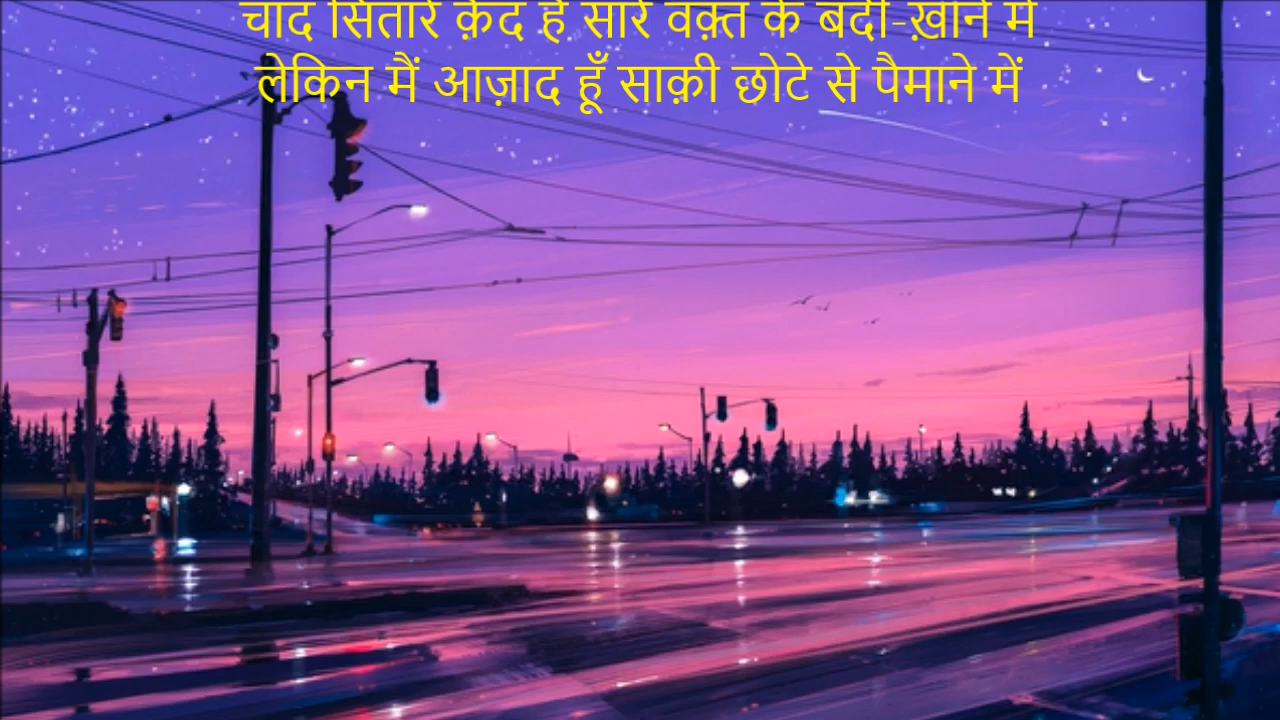 चाँद सितारे क़ैद हैं सारे वक़्त के बंदी-ख़ाने में
लेकिन मैं आज़ाद हूँ साक़ी छोटे से पैमाने में